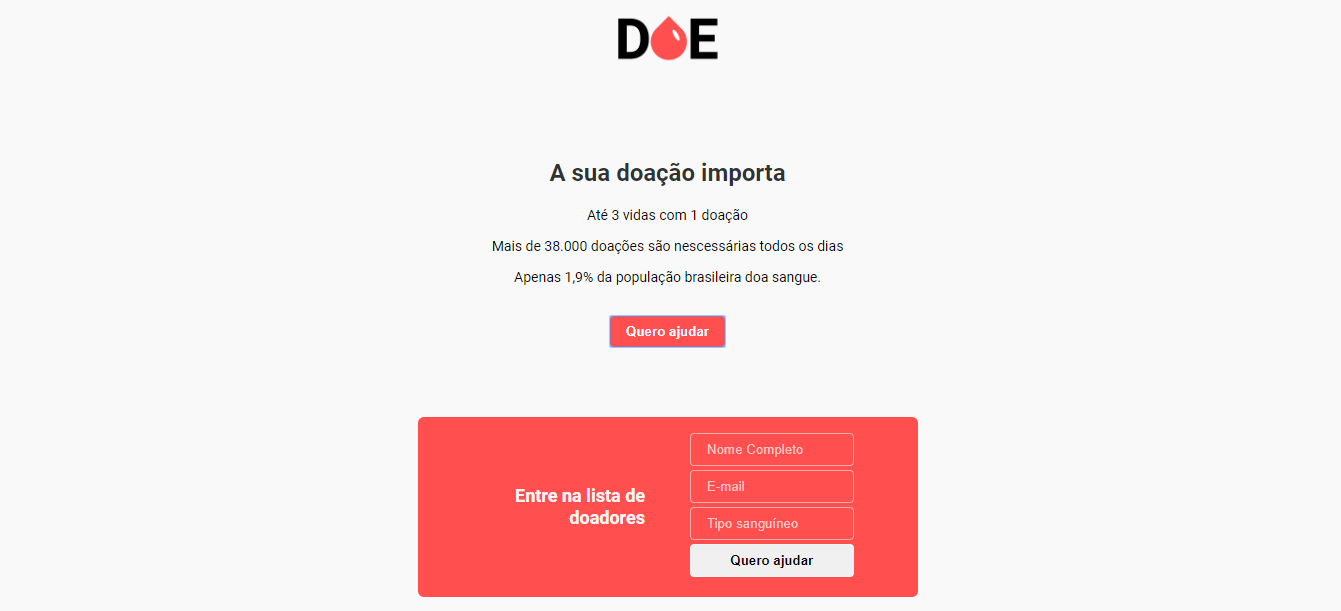 DOE
A sua doação importa
Até 3 vidas com 1 doação
Mais de 38.000 doações são nescessárias todos os dias
Apenas 1,9% da população brasileira doa sangue.
Quero ajudar
Entre na lista de
doadores
Nome Completo
E-mail
Tipo sanguíneo
Quero ajudar